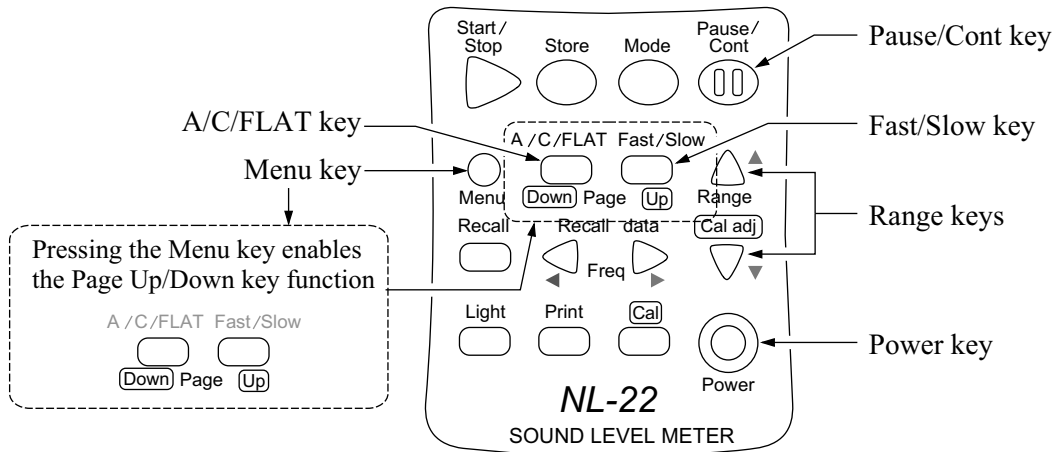 Start/
Stop
Store
Mode
Pause/
Cont
Pause/Cont key
A/C/FLAT key
A /C/FLAT Fast/Slow
Fast/Slow key
Menu key
Menu
Down Page Up
Range
Range keys
Recall
Recall data
Cal adj
Freq
Pressing the Menu key enables
the Page Up/Down key function
A /C/FLAT Fast/Slow
Down Page Up
Light
Print
Cal
Power key
Power
NL-22
SOUND LEVEL METER